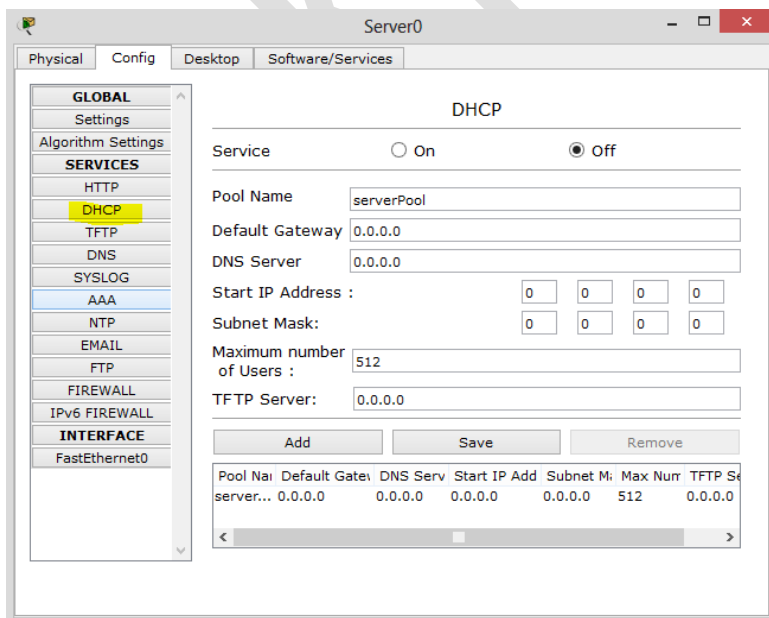 Server0
Physical Config Desktop Software/Services
GLOBAL
Settings
Algorithm Settings
SERVICES
HTTP
DHCP
TFTP
DNS
SYSLOG
AAA
NTP
EMAIL
FTP
FIREWALL
IPv6 FIREWALL
INTERFACE
FastEthernet0
DHCP
Service On Off
Pool Name serverPool
Default Gateway 0.0.0.0
DNS Server 0.0.0.0
Start IP Address : 0 0 0 0
Subnet Mask: 0 0 0 0
Maximum number
of Users : 512
TFTP Server: 0.0.0.0
Add Save Remove
Pool Nai Default Gate DNS Serv Start IP Add Subnet M Max Num TFTP Se
server... 0.0.0.0 0.0.0.0 0.0.0.0 0.0.0.0 512 0.0.0.0